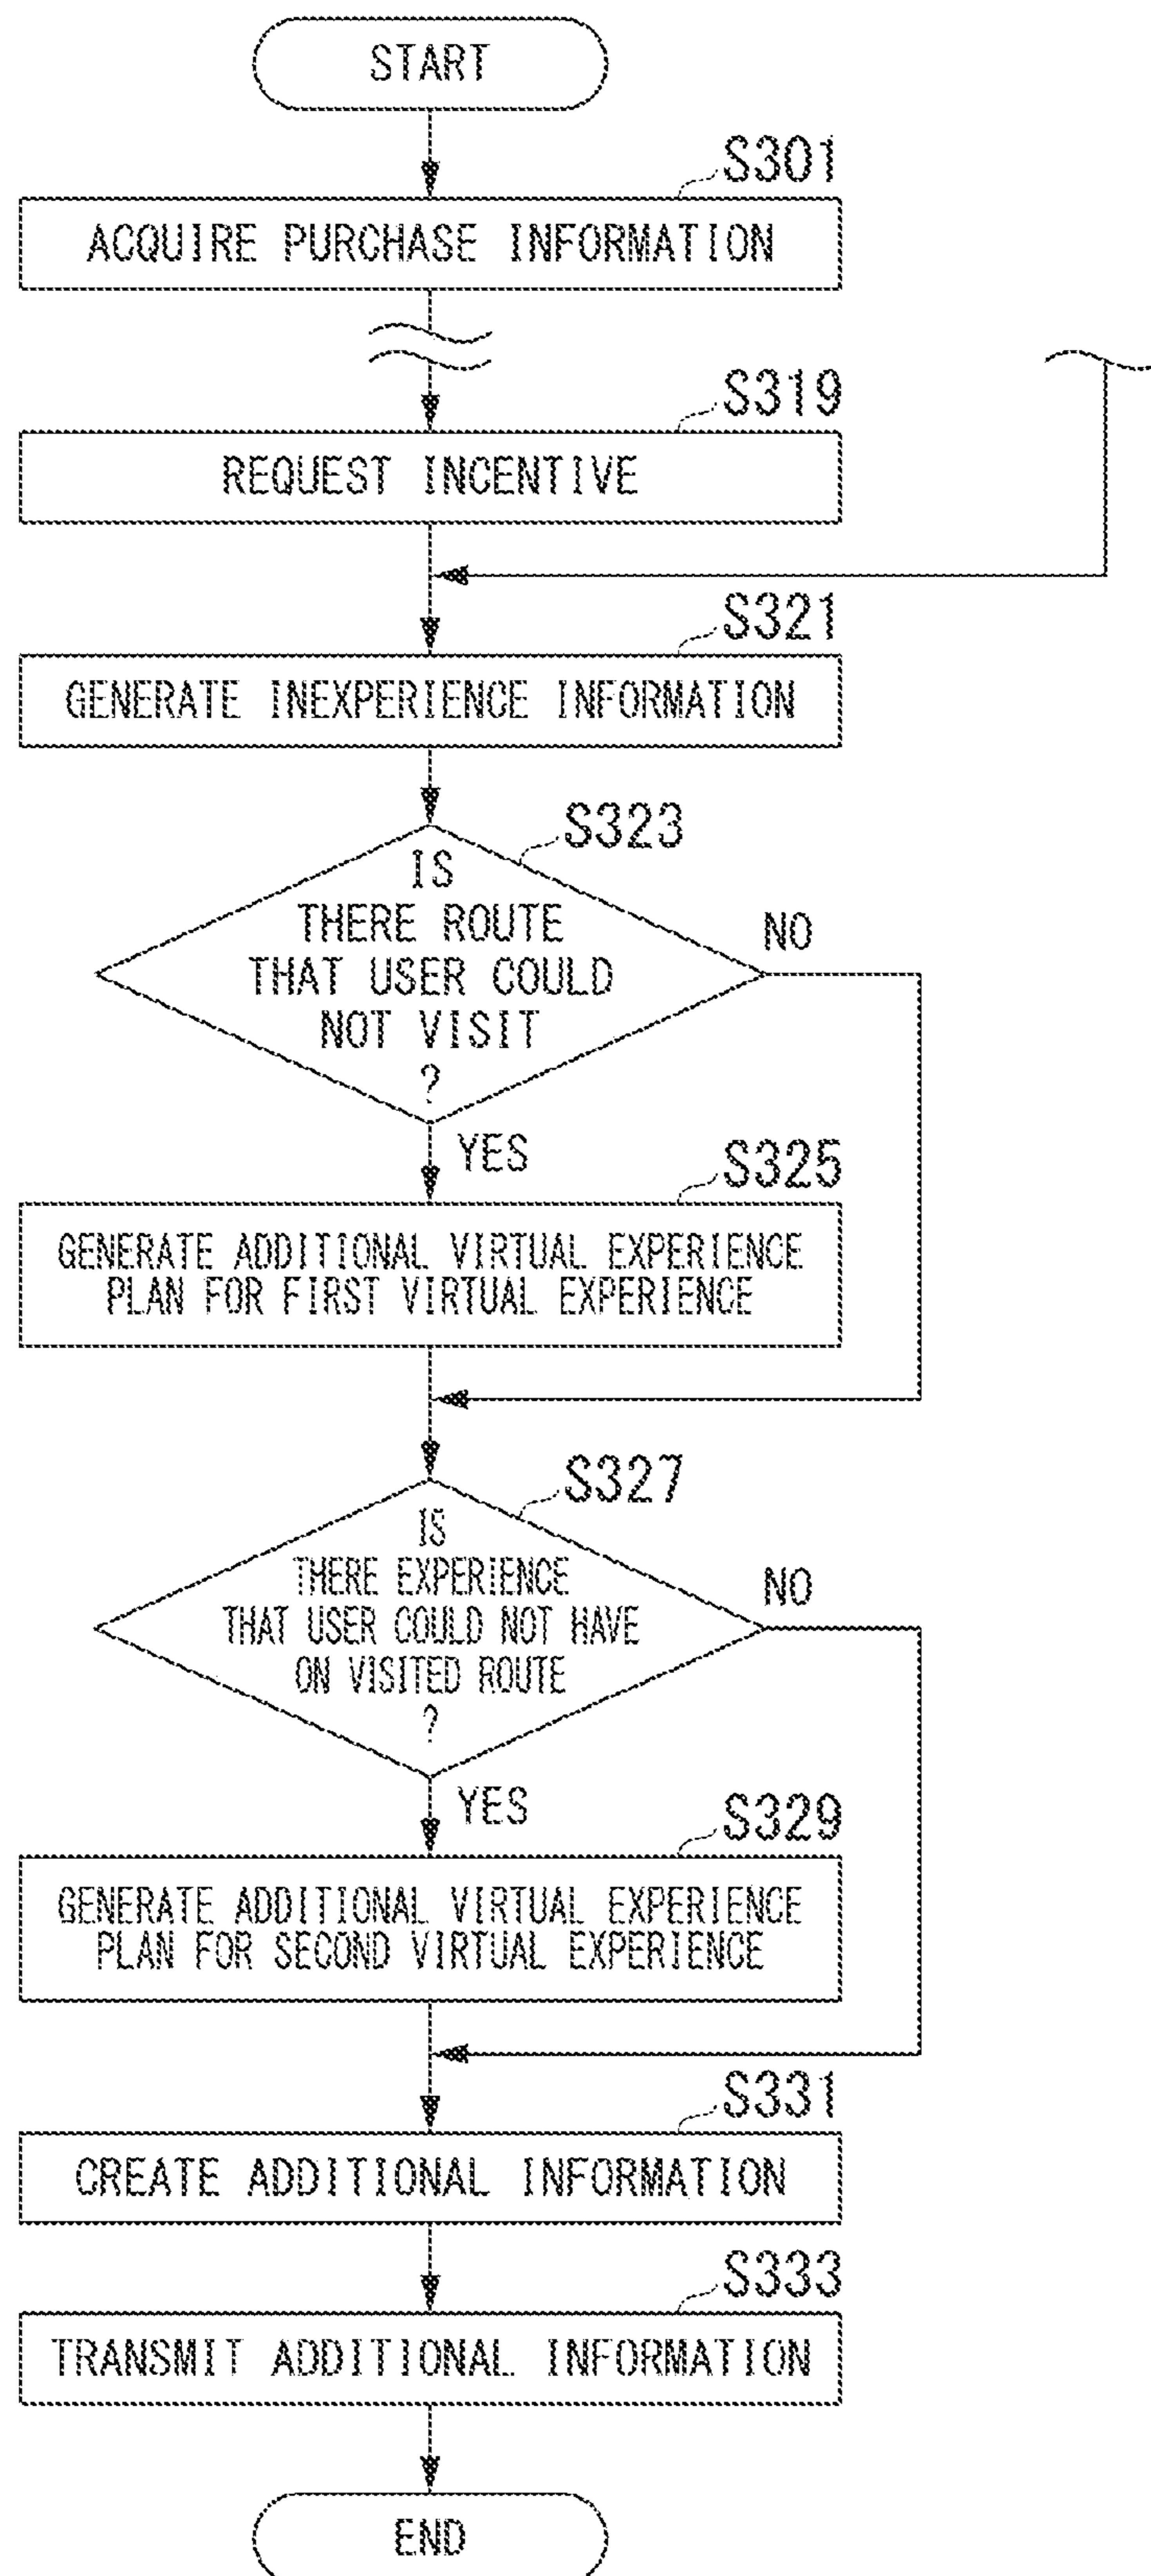 START
S301
ACQUIRE PURCHASE INFORMATION
S319
REQUEST INCENTIVE
S321
GENERATE INEXPERIENCE INFORMATION
S323
IS
THERE ROUTE
THAT USER COULD
NOT VISIT
?
NO
YES
S325
GENERATE ADDITIONAL VIRTUAL EXPERIENCE
PLAN FOR FIRST VIRTUAL EXPERIENCE
S327
IS
THERE EXPERIENCE
THAT USER COULD NOT HAVE
ON VISITED ROUTE
?
NO
YES
S329
GENERATE ADDITIONAL VIRTUAL EXPERIENCE
PLAN FOR SECOND VIRTUAL EXPERIENCE
S331
CREATE ADDITIONAL INFORMATION
S333
TRANSMIT ADDITIONAL INFORMATION
END